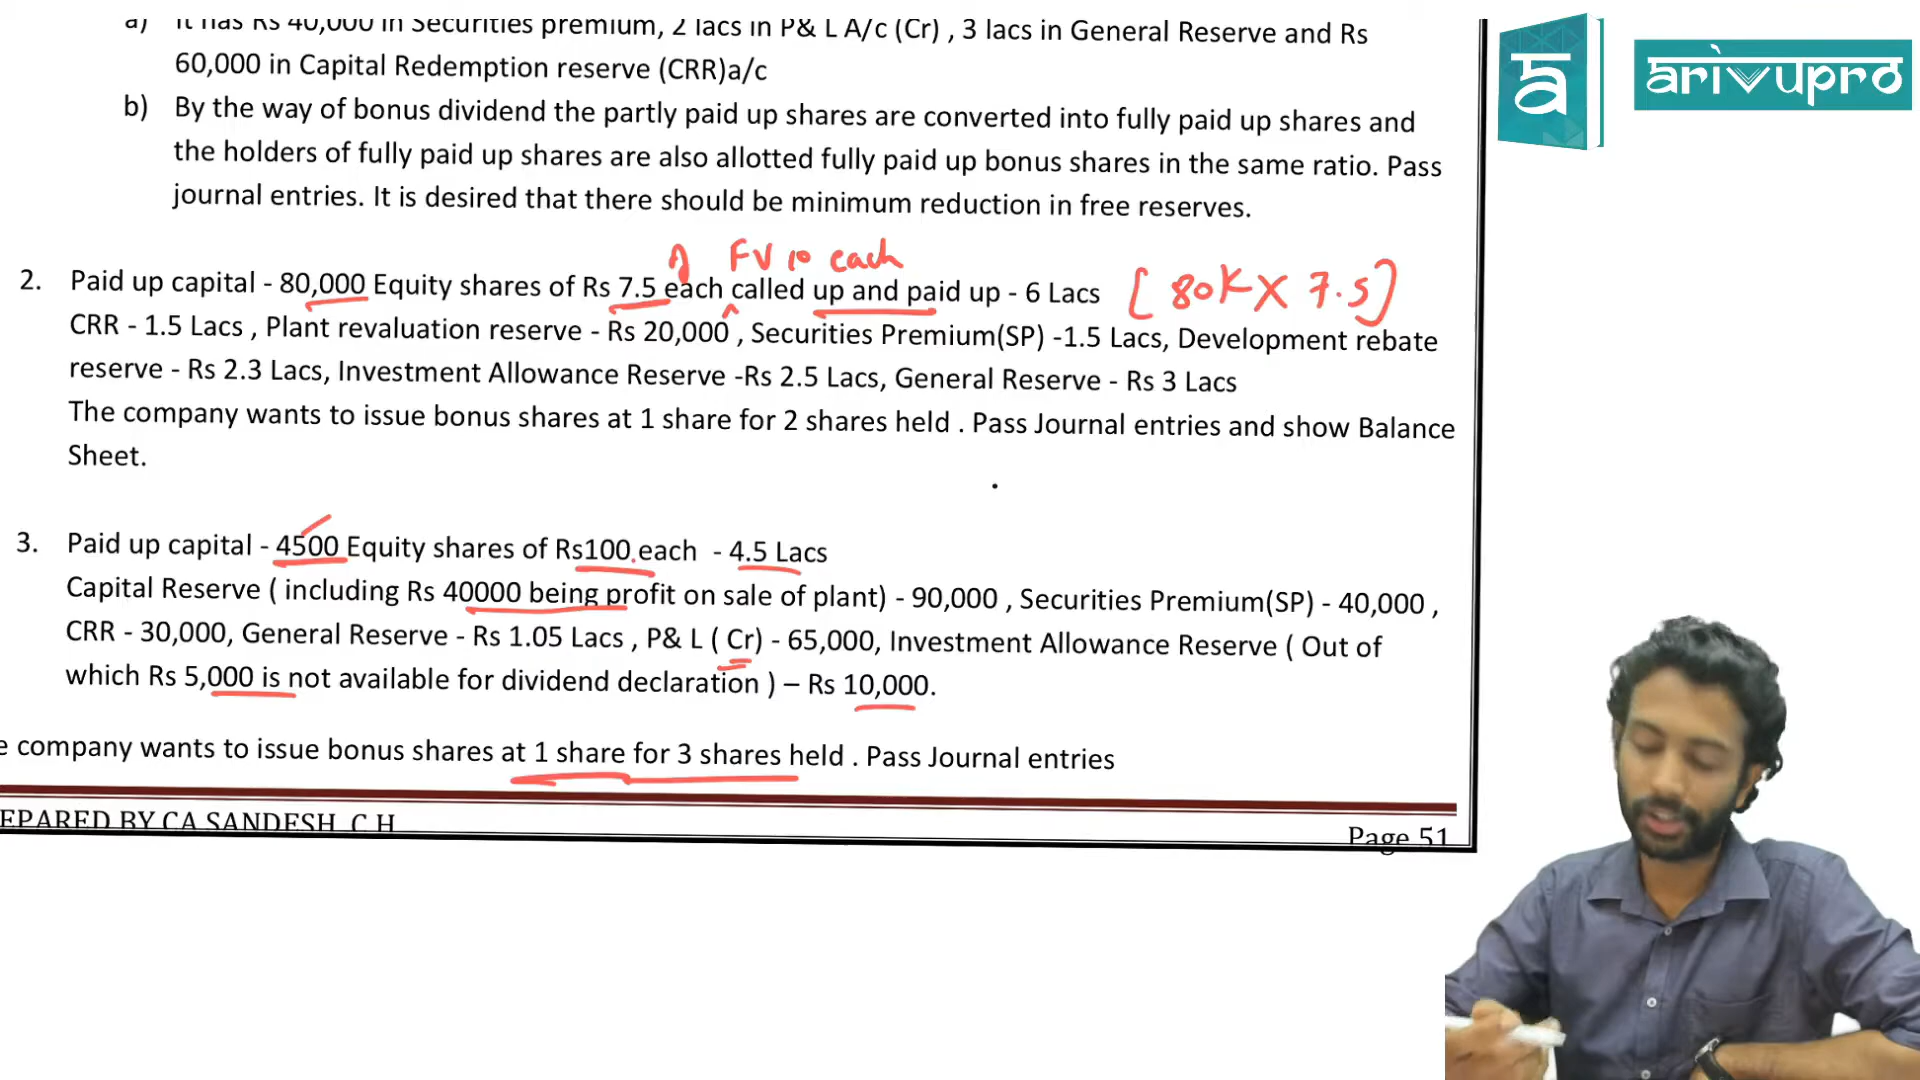 a) It has Rs 40,000 in Securities premium, 2 lacs in P& L A/c (Cr) , 3 lacs in General Reserve and Rs
60,000 in Capital Redemption reserve (CRR)a/c
b) By the way of bonus dividend the partly paid up shares are converted into fully paid up shares and
the holders of fully paid up shares are also allotted fully paid up bonus shares in the same ratio. Pass
journal entries. It is desired that there should be minimum reduction in free reserves.
FV 10 each
2. Paid up capital - 80,000 Equity shares of Rs 7.5 each called up and paid up - 6 Lacs [80K X 7.5]
CRR - 1.5 Lacs , Plant revaluation reserve - Rs 20,000 , Securities Premium(SP) -1.5 Lacs, Development rebate
reserve - Rs 2.3 Lacs, Investment Allowance Reserve -Rs 2.5 Lacs, General Reserve - Rs 3 Lacs
The company wants to issue bonus shares at 1 share for 2 shares held . Pass Journal entries and show Balance
Sheet.
3. Paid up capital - 4500 Equity shares of Rs100 each - 4.5 Lacs
Capital Reserve ( including Rs 40000 being profit on sale of plant) - 90,000 , Securities Premium(SP) - 40,000 ,
CRR - 30,000, General Reserve - Rs 1.05 Lacs , P& L ( Cr) - 65,000, Investment Allowance Reserve ( Out of
which Rs 5,000 is not available for dividend declaration ) – Rs 10,000.
e company wants to issue bonus shares at 1 share for 3 shares held . Pass Journal entries
EPARED BY CA SANDESH C H
Page 51
arivupro